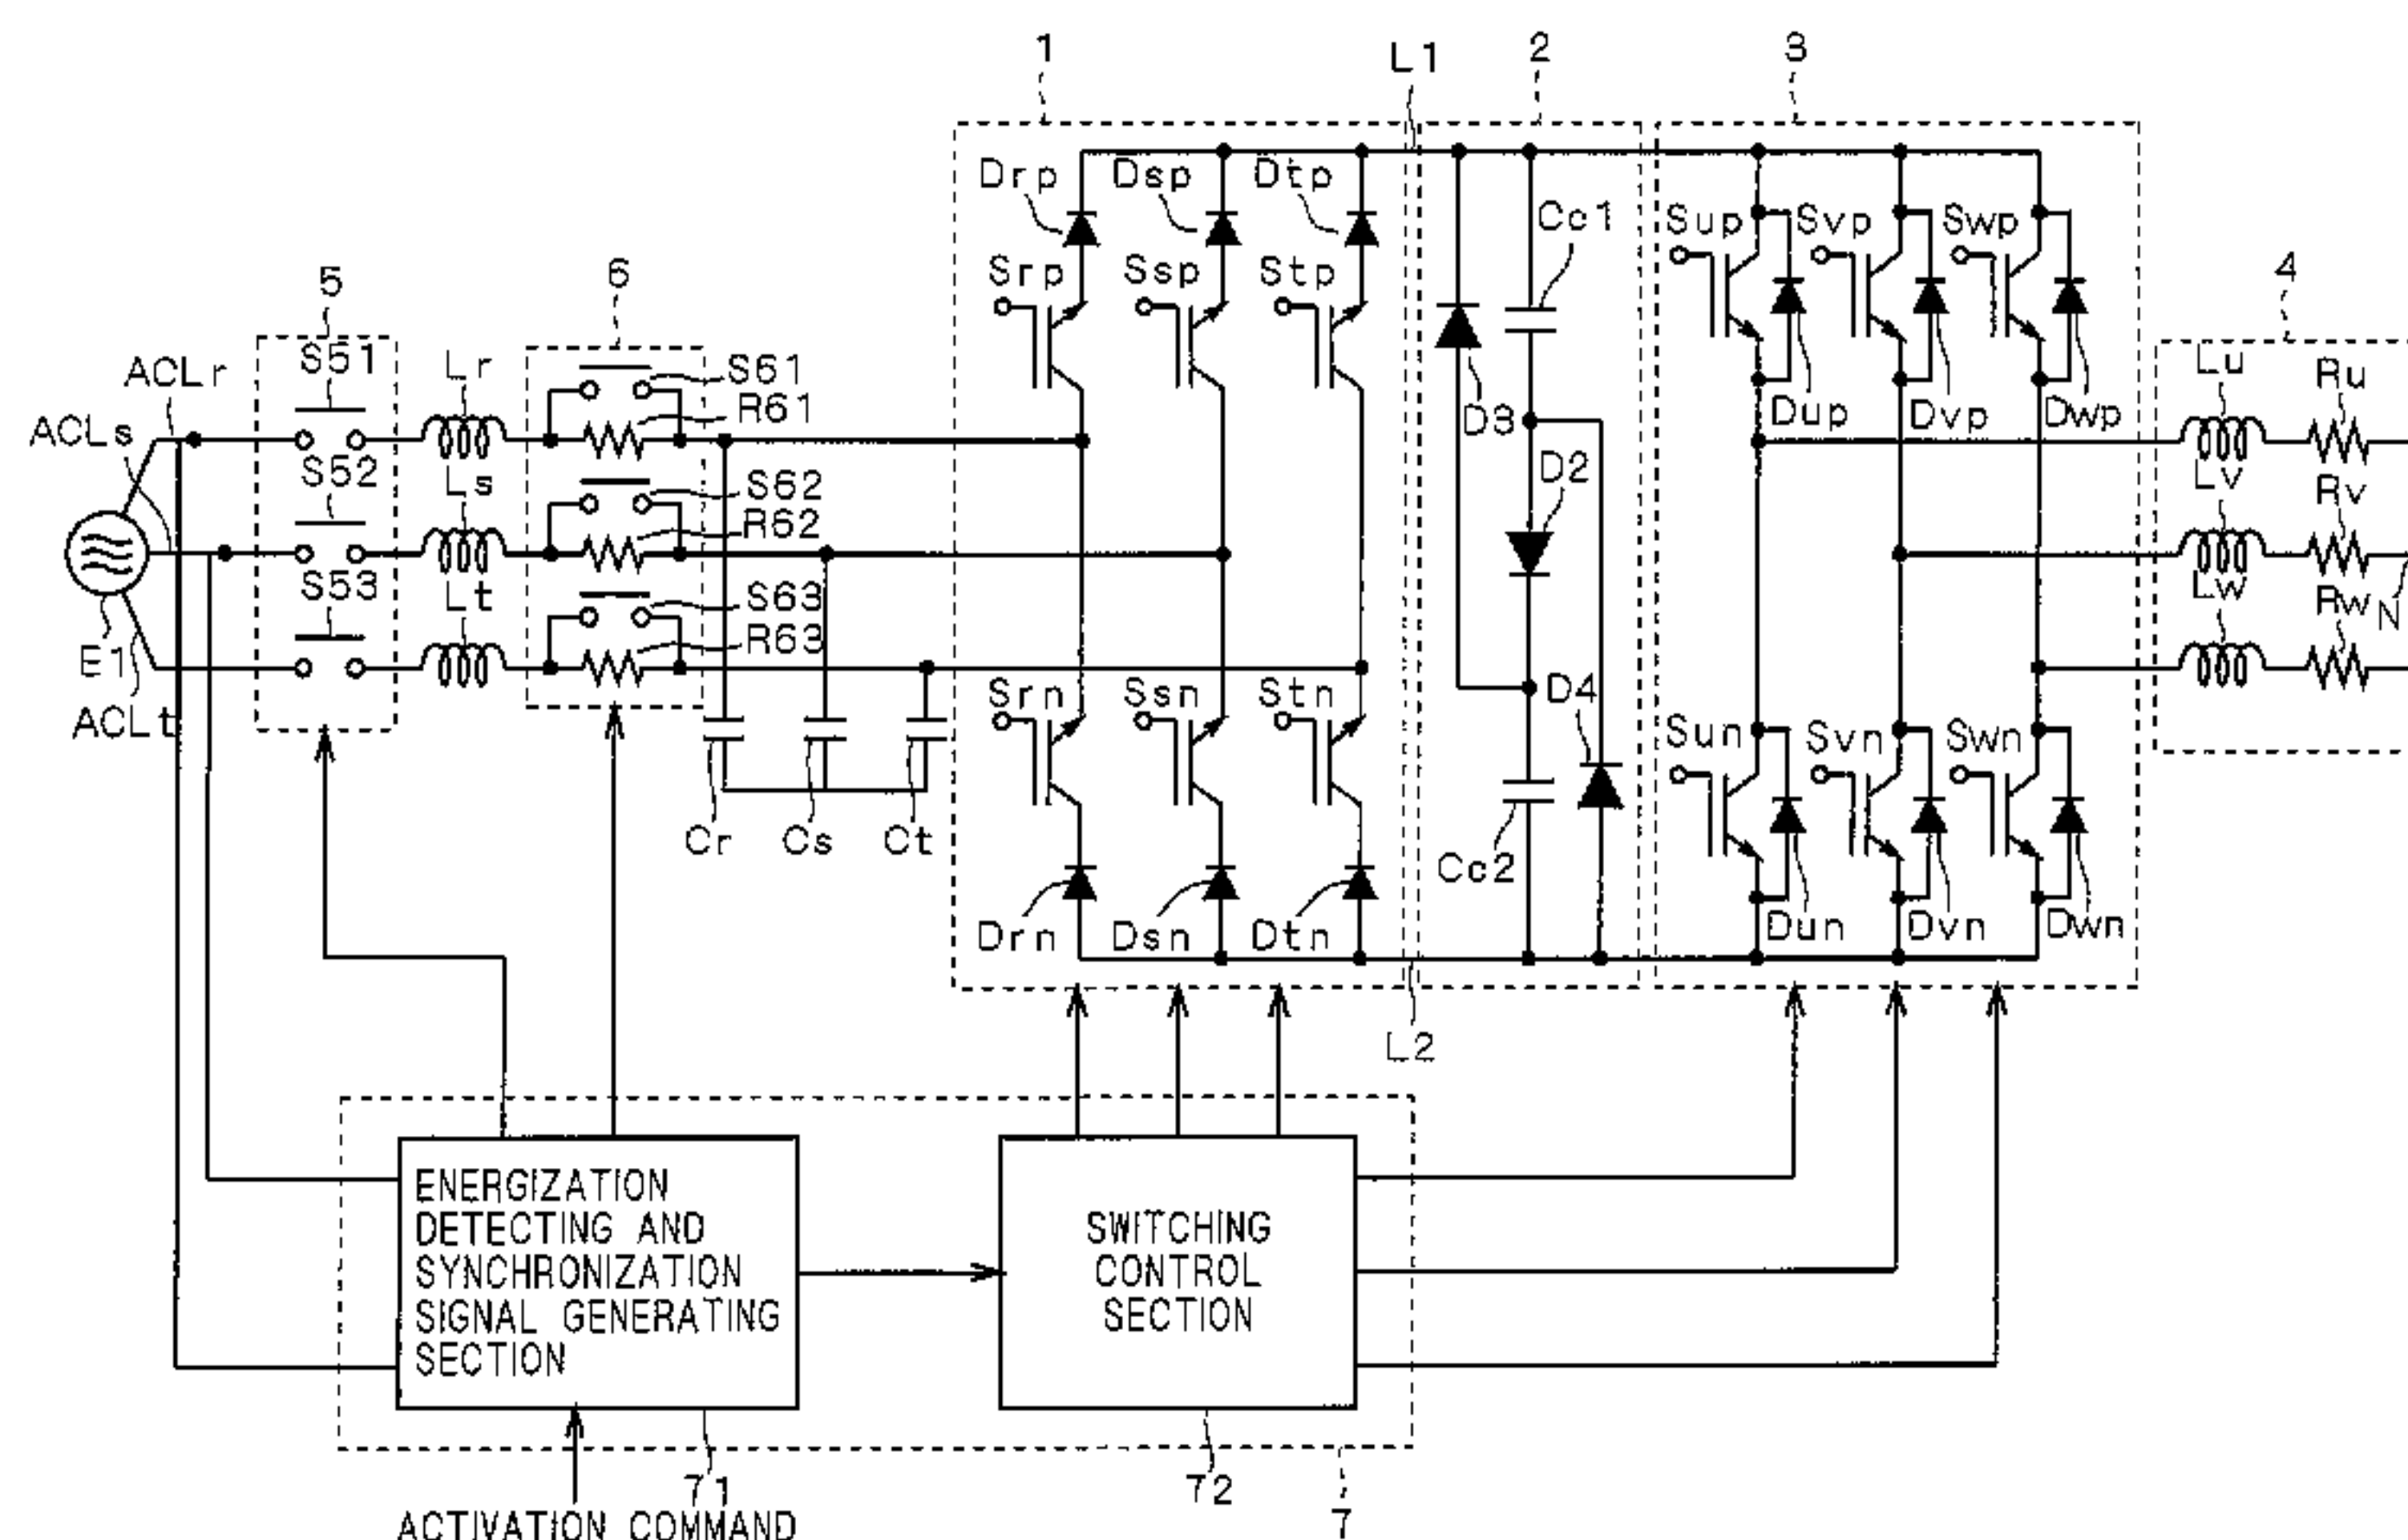 1
L1
2
3
Drp
Dsp
Dtp
Cc1
Sup
Svp
Swp
5
6
Srp
Ssp
Stp
4
ACLr
S51
Lr
S61
R61
D3
Dup
Dvp
Dwp
Lu
Ru
ACLs
S52
Ls
S62
R62
D2
Lv
Rv
S53
Lt
S63
R63
Lw
Rw
N
E1
ACLt
Srn
Ssn
Stn
D4
Sun
Svn
Swn
Cr
Cs
Ct
Cc2
Drn
Dsn
Dtn
Dun
Dvn
Dwn
L2
ENERGIZATION
DETECTING AND
SYNCHRONIZATION
SIGNAL GENERATING
SECTION
SWITCHING
CONTROL
SECTION
71
72
7
ACTIVATION COMMAND